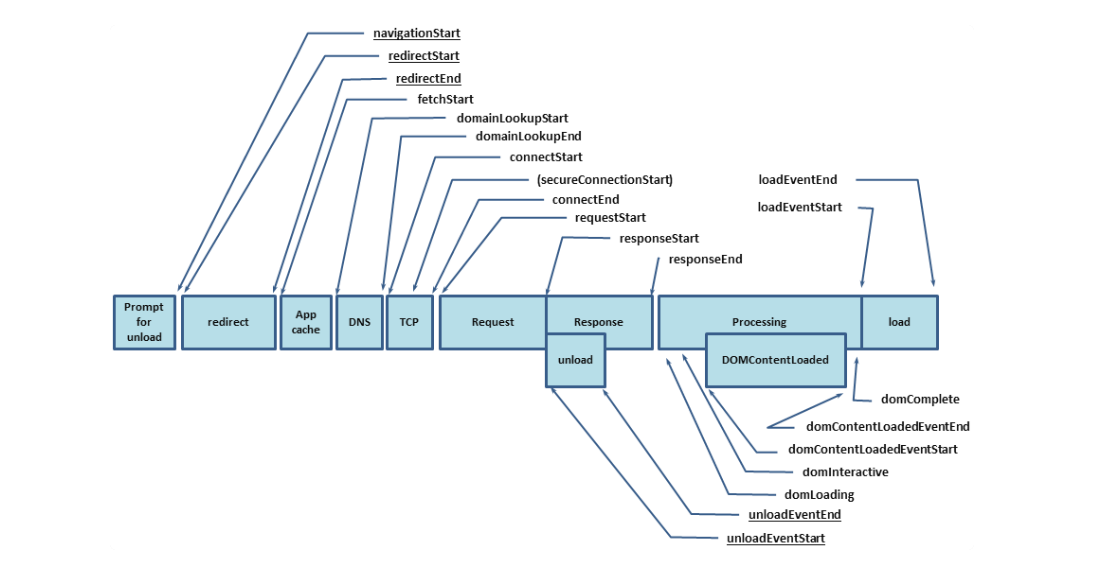 navigationStart
redirectStart
redirectEnd
fetchStart
domainLookupStart
domainLookupEnd
connectStart
(secureConnectionStart)
loadEventEnd
connectEnd
loadEventStart
requestStart
responseStart
responseEnd
Prompt
for
unload
redirect
App
cache
DNS
TCP
Request
Response
Processing
load
unload
DOMContentLoaded
domComplete
domContentLoadedEventEnd
domContentLoadedEventStart
domInteractive
domLoading
unloadEventEnd
unloadEventStart